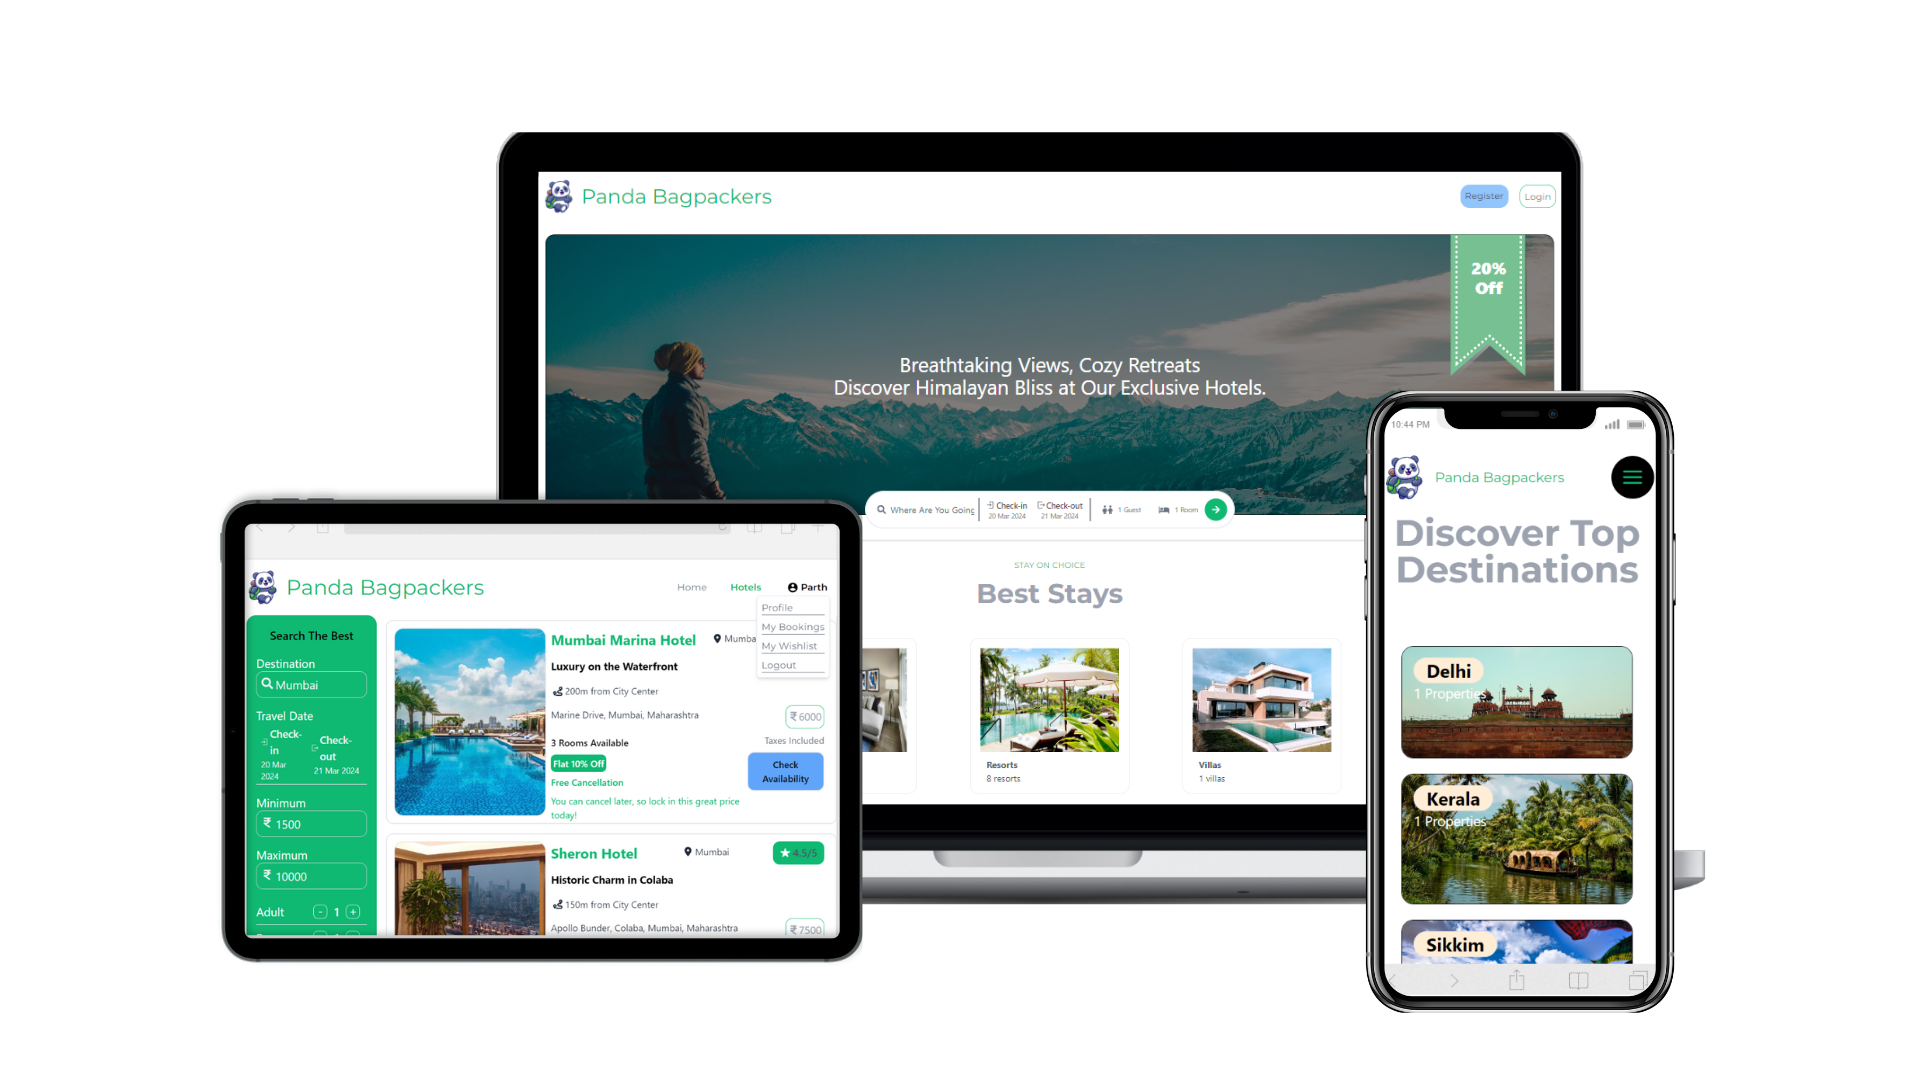 Panda Bagpackers
Register
Login
20%
Off
Breathtaking Views, Cozy Retreats
Discover Himalayan Bliss at Our Exclusive Hotels.
Where Are You Going
Check-in
20 Mar 2024
Check-out
21 Mar 2024
1 Guest
1 Room
STAY ON CHOICE
Best Stays
Resorts
8 resorts
Villas
1 villas
Panda Bagpackers
Home
Hotels
Parth
Profile
My Bookings
My Wishlist
Logout
Search The Best
Destination
Mumbai
Travel Date
Check-
in
20 Mar
2024
Check-
out
21 Mar 2024
Minimum
₹ 1500
Maximum
₹ 10000
Adult
- 1 +
Mumbai Marina Hotel
Luxury on the Waterfront
200m from City Center
Marine Drive, Mumbai, Maharashtra
₹ 6000
Taxes Included
3 Rooms Available
Flat 10% Off
Free Cancellation
You can cancel later, so lock in this great price
today!
Check
Availability
Sheron Hotel
Mumbai
4.5/5
Historic Charm in Colaba
150m from City Center
Apollo Bunder, Colaba, Mumbai, Maharashtra
₹ 7500
10:44 PM
Panda Bagpackers
Discover Top
Destinations
Delhi
1 Properties
Kerala
1 Properties
Sikkim